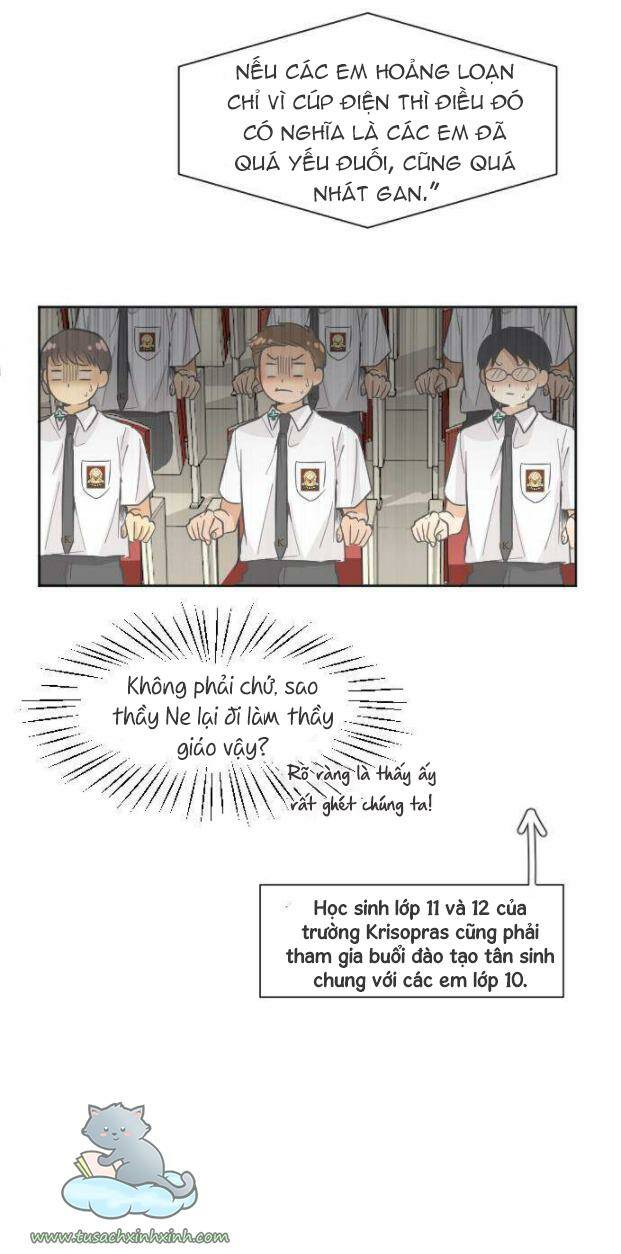 NẾU CÁC EM HOẢNG LOẠN
CHỈ VÌ CÚP ĐIỆN THÌ ĐIỀU ĐÓ
CÓ NGHĨA LÀ CÁC EM ĐÃ
QUÁ YẾU ĐUỐI, CŨNG QUÁ
NHÁT GAN."
K
K
Không phải chứ, sao
thầy Ne lại đi làm thầy
giáo vậy?
Rõ ràng là thầy ấy
rất ghét chúng ta!
Học sinh lớp 11 và 12 của
trường Krisopras cũng phải
tham gia buổi đào tạo tân sinh
chung với các em lớp 10.
www.tusachxinhxinh.com